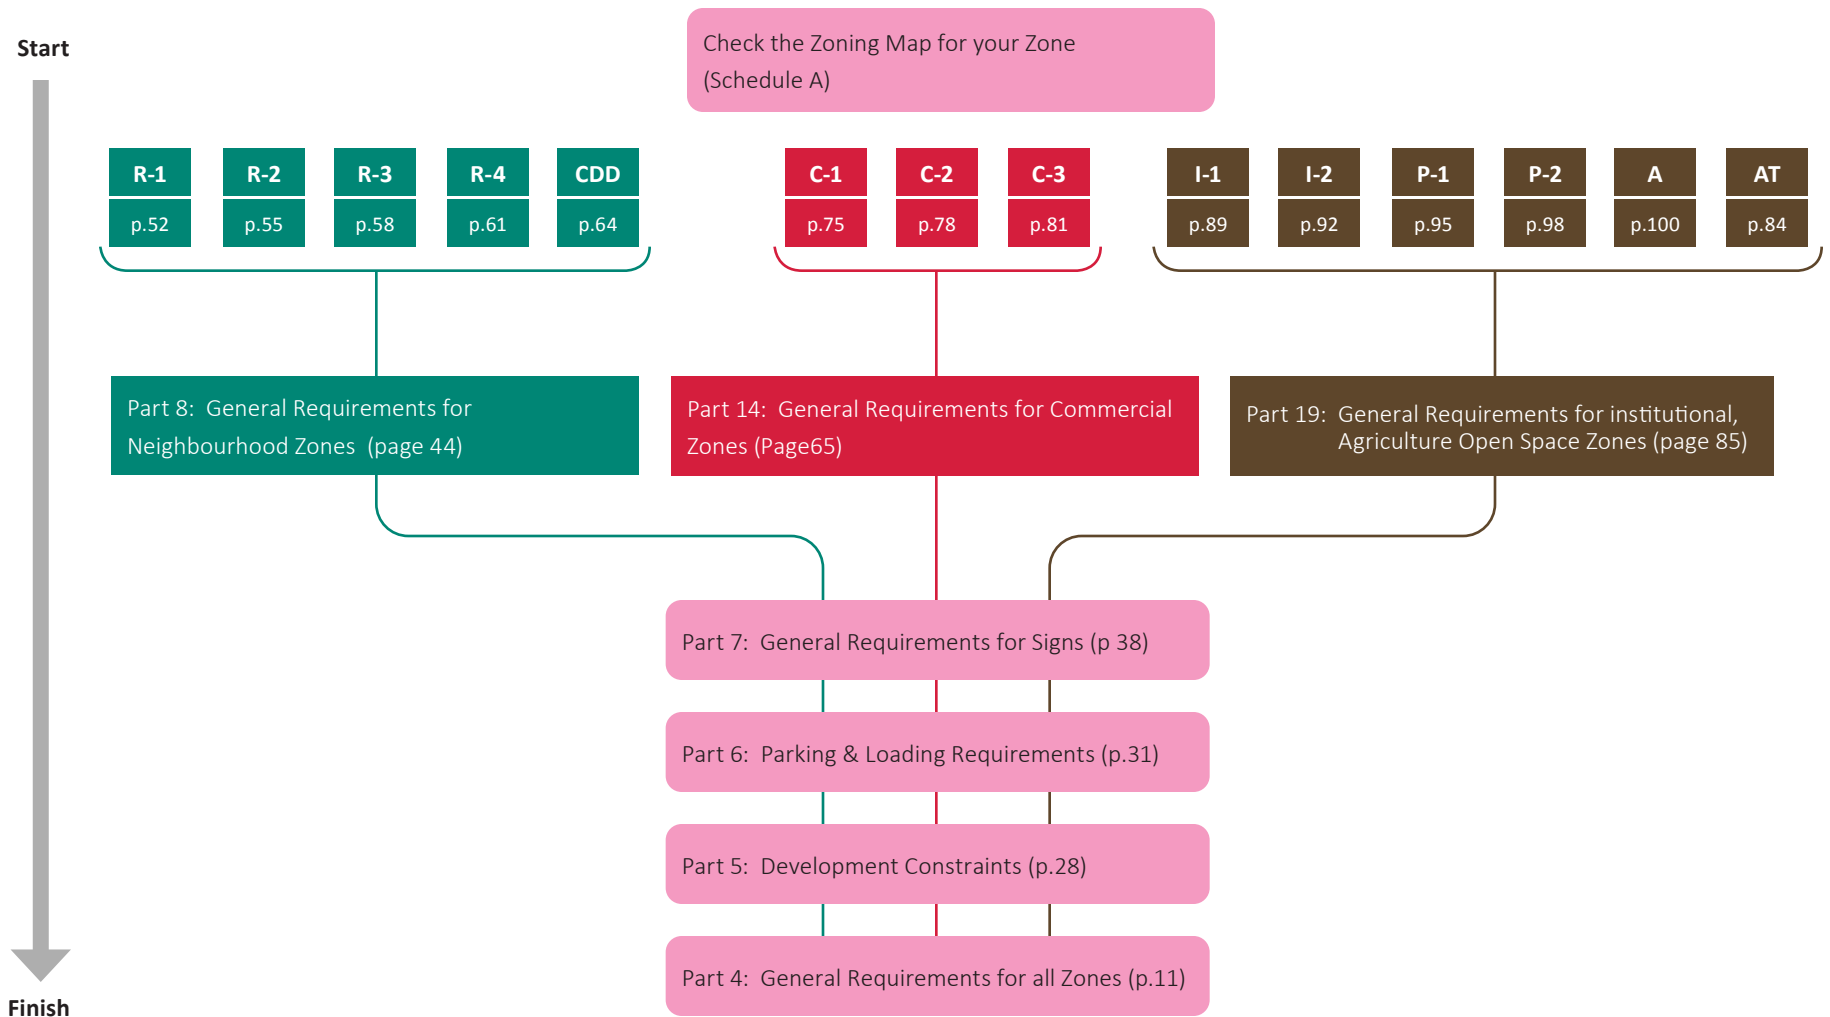 Start
Check the Zoning Map for your Zone
(Schedule A)
R-1 R-2 R-3 R-4 CDD C-1 C-2 C-3 I-1 I-2 P-1 P-2 A AT
p.52 p.55 p.58 p.61 p.64 p.75 p.78 p.81 p.89 p.92 p.95 p.98 p.100 p.84
Part 8: General Requirements for
Neighbourhood Zones (page 44)
Part 14: General Requirements for Commercial
Zones (Page65)
Part 19: General Requirements for institutional,
Agriculture Open Space Zones (page 85)
Part 7: General Requirements for Signs (p 38)
Part 6: Parking & Loading Requirements (p.31)
Part 5: Development Constraints (p.28)
Part 4: General Requirements for all Zones (p.11)
Finish